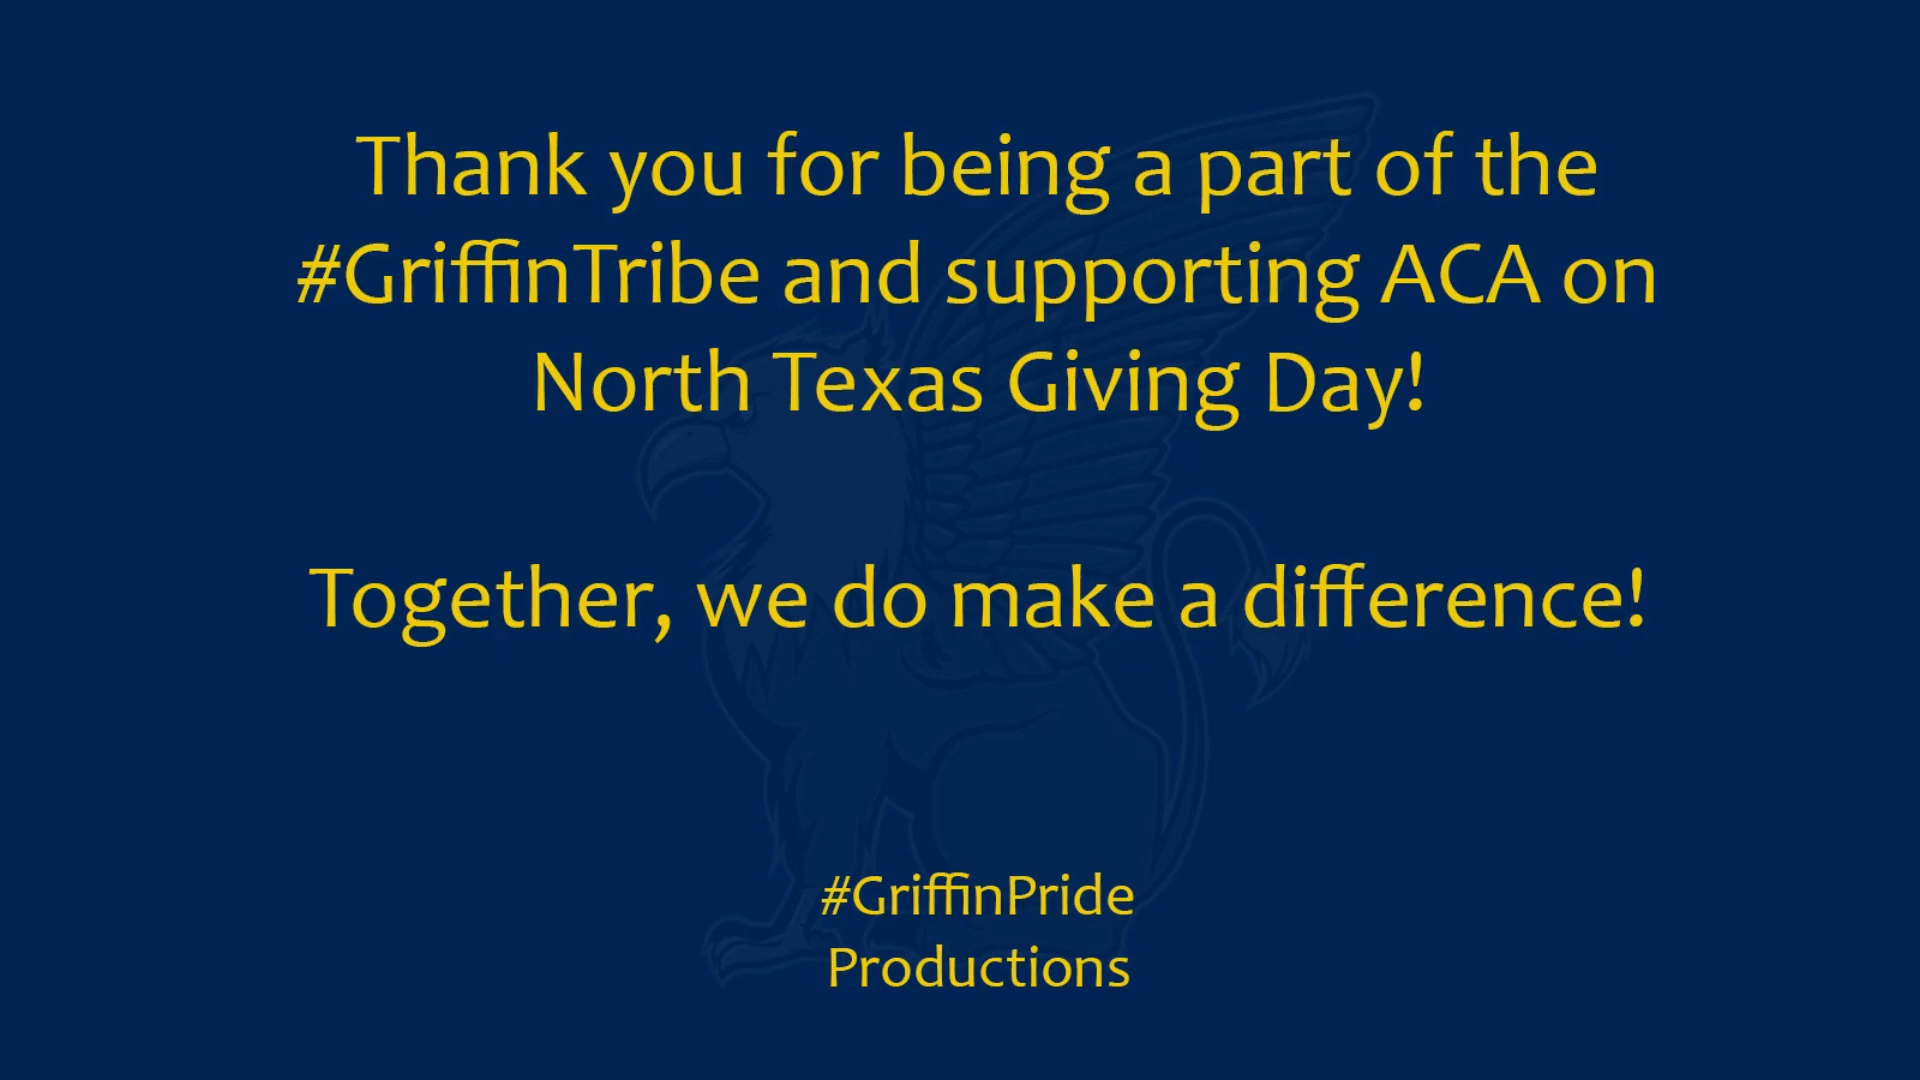 Thank you for being a part of the
#GriffinTribe and supporting ACA on
North Texas Giving Day!
Together, we do make a difference!
#GriffinPride
Productions